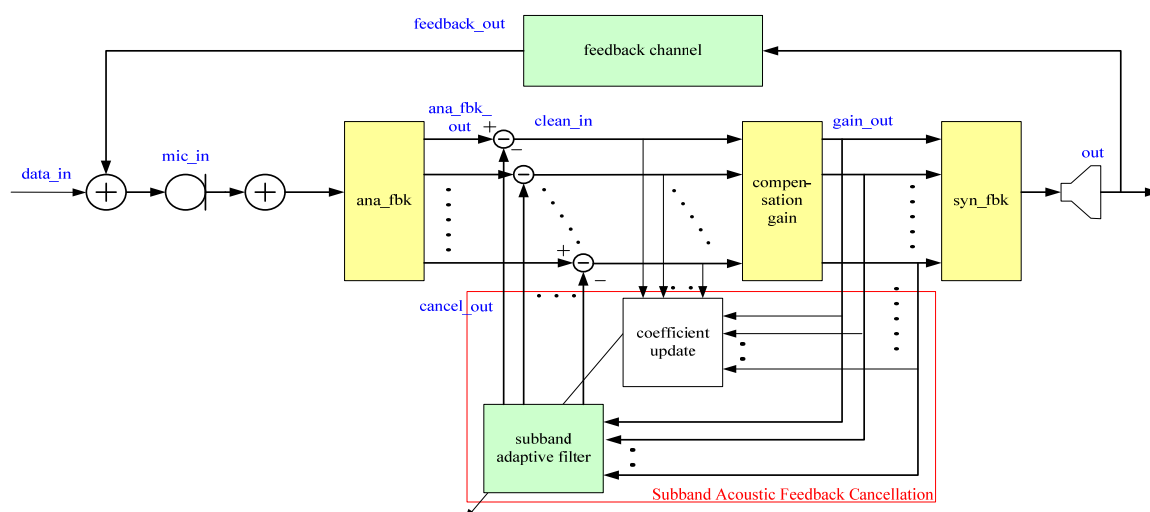 feedback_out
feedback channel
data_in
mic_in
ana_fbk
ana_fbk_
out
clean_in
compen-
sation
gain
gain_out
syn_fbk
out
cancel_out
coefficient
update
subband
adaptive filter
Subband Acoustic Feedback Cancellation